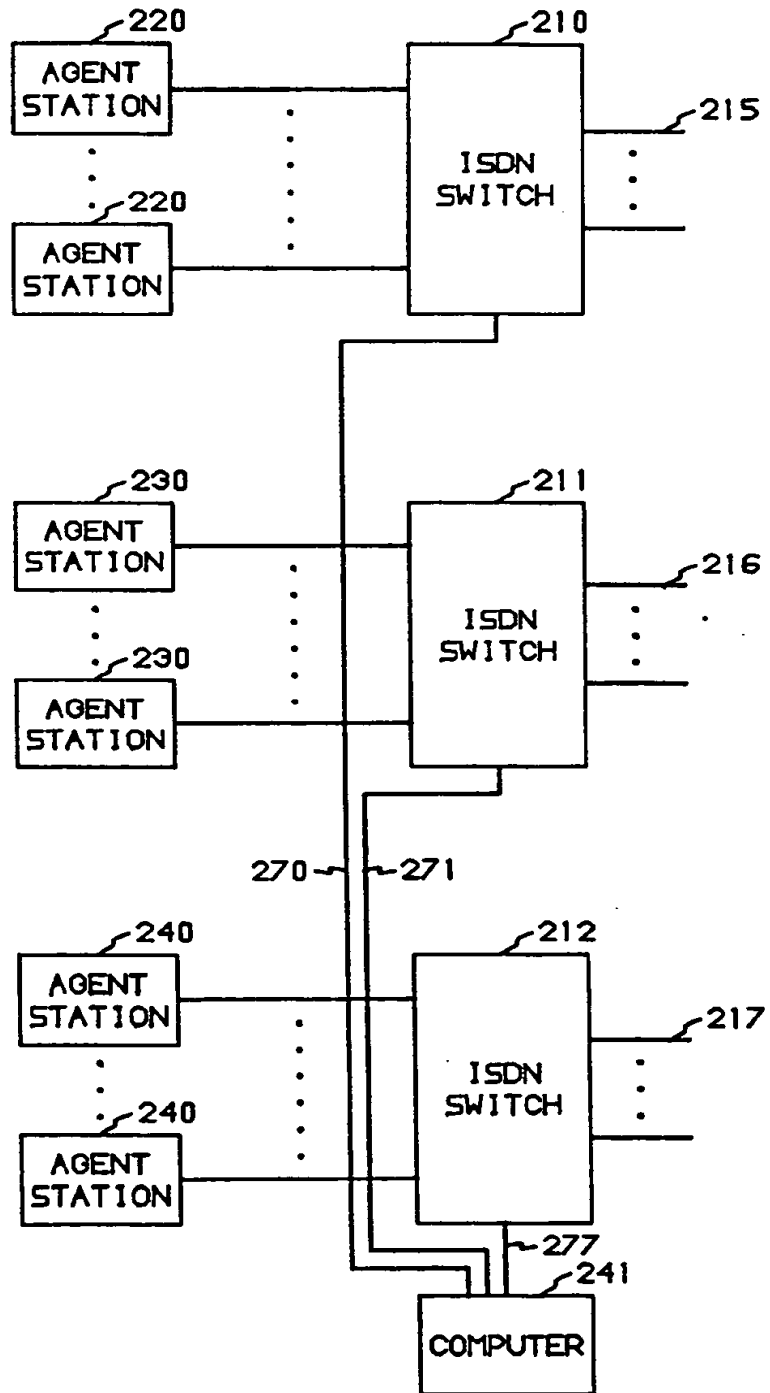 220
210
AGENT
STATION
215
ISDN
SWITCH
220
AGENT
STATION
230
211
AGENT
STATION
216
ISDN
SWITCH
230
AGENT
STATION
270
271
240
212
AGENT
STATION
217
ISDN
SWITCH
240
AGENT
STATION
277
241
COMPUTER